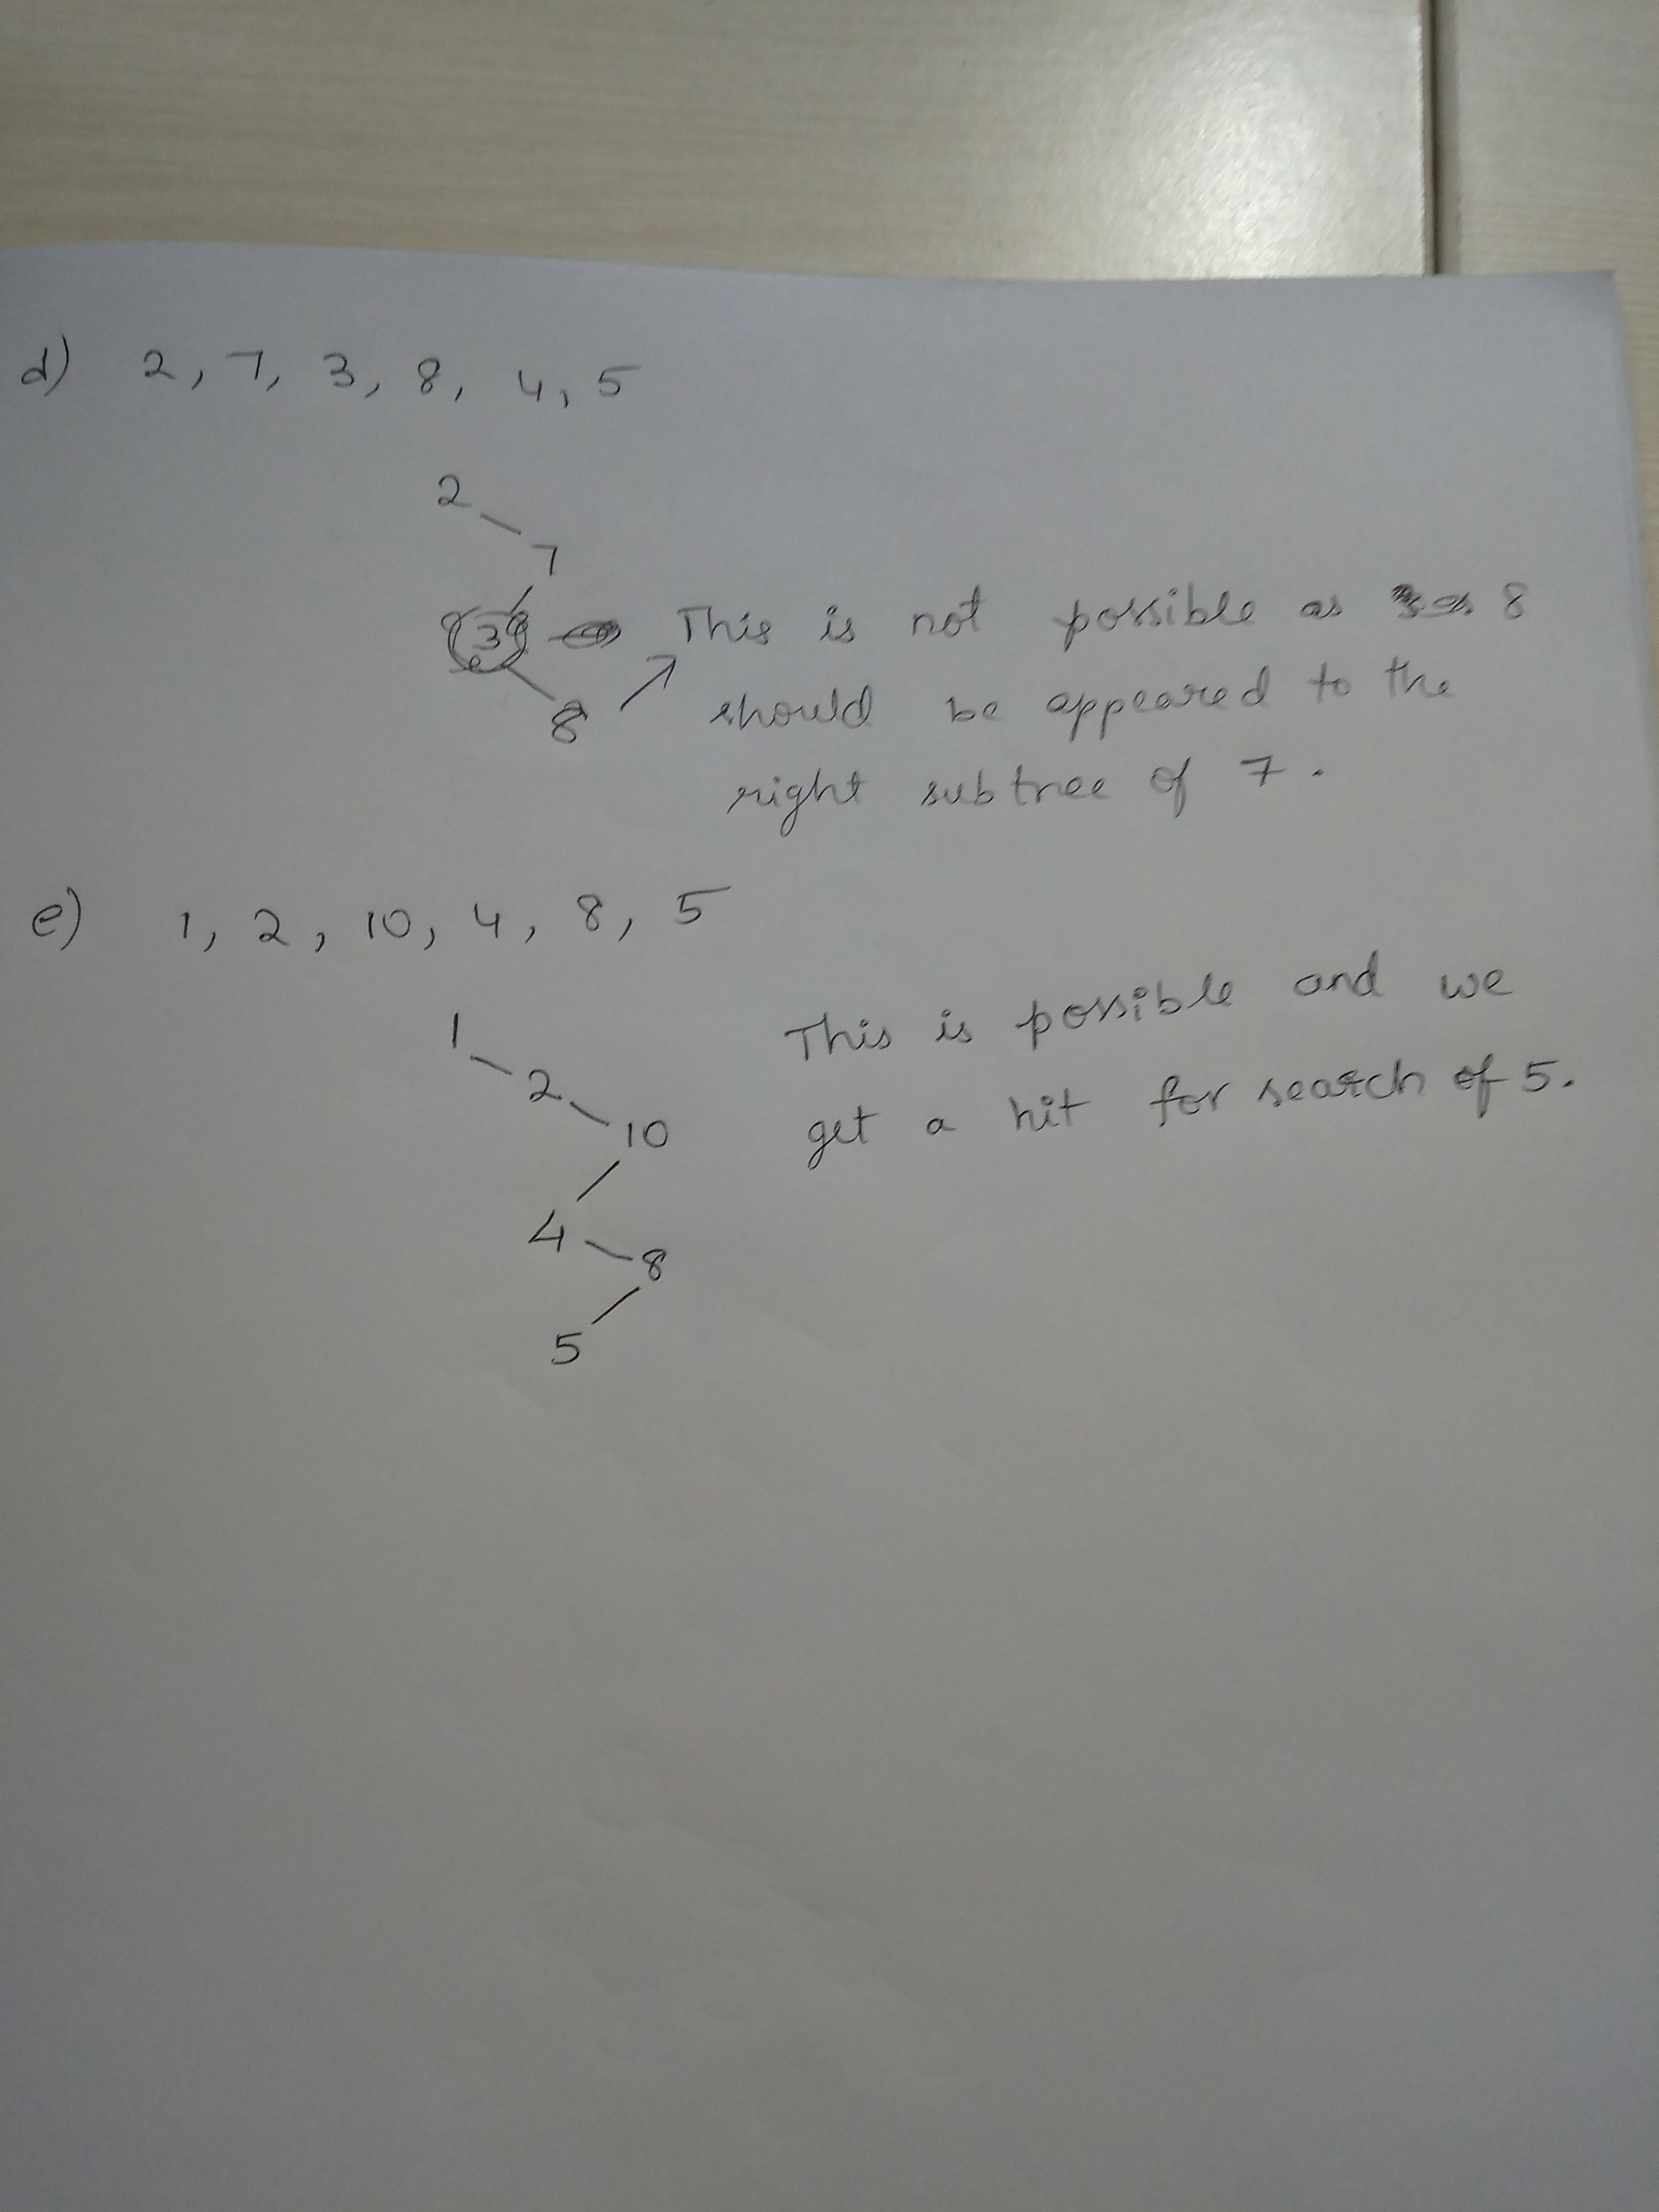 d) 2, 7, 3, 8, 4, 5
2
7
3 This is not possible as 8
8 should be appeared to the
right subtree of 7.
e) 1, 2, 10, 4, 8, 5
1 This is possible and we
2
10 get a hit for search of 5.
4
8
5